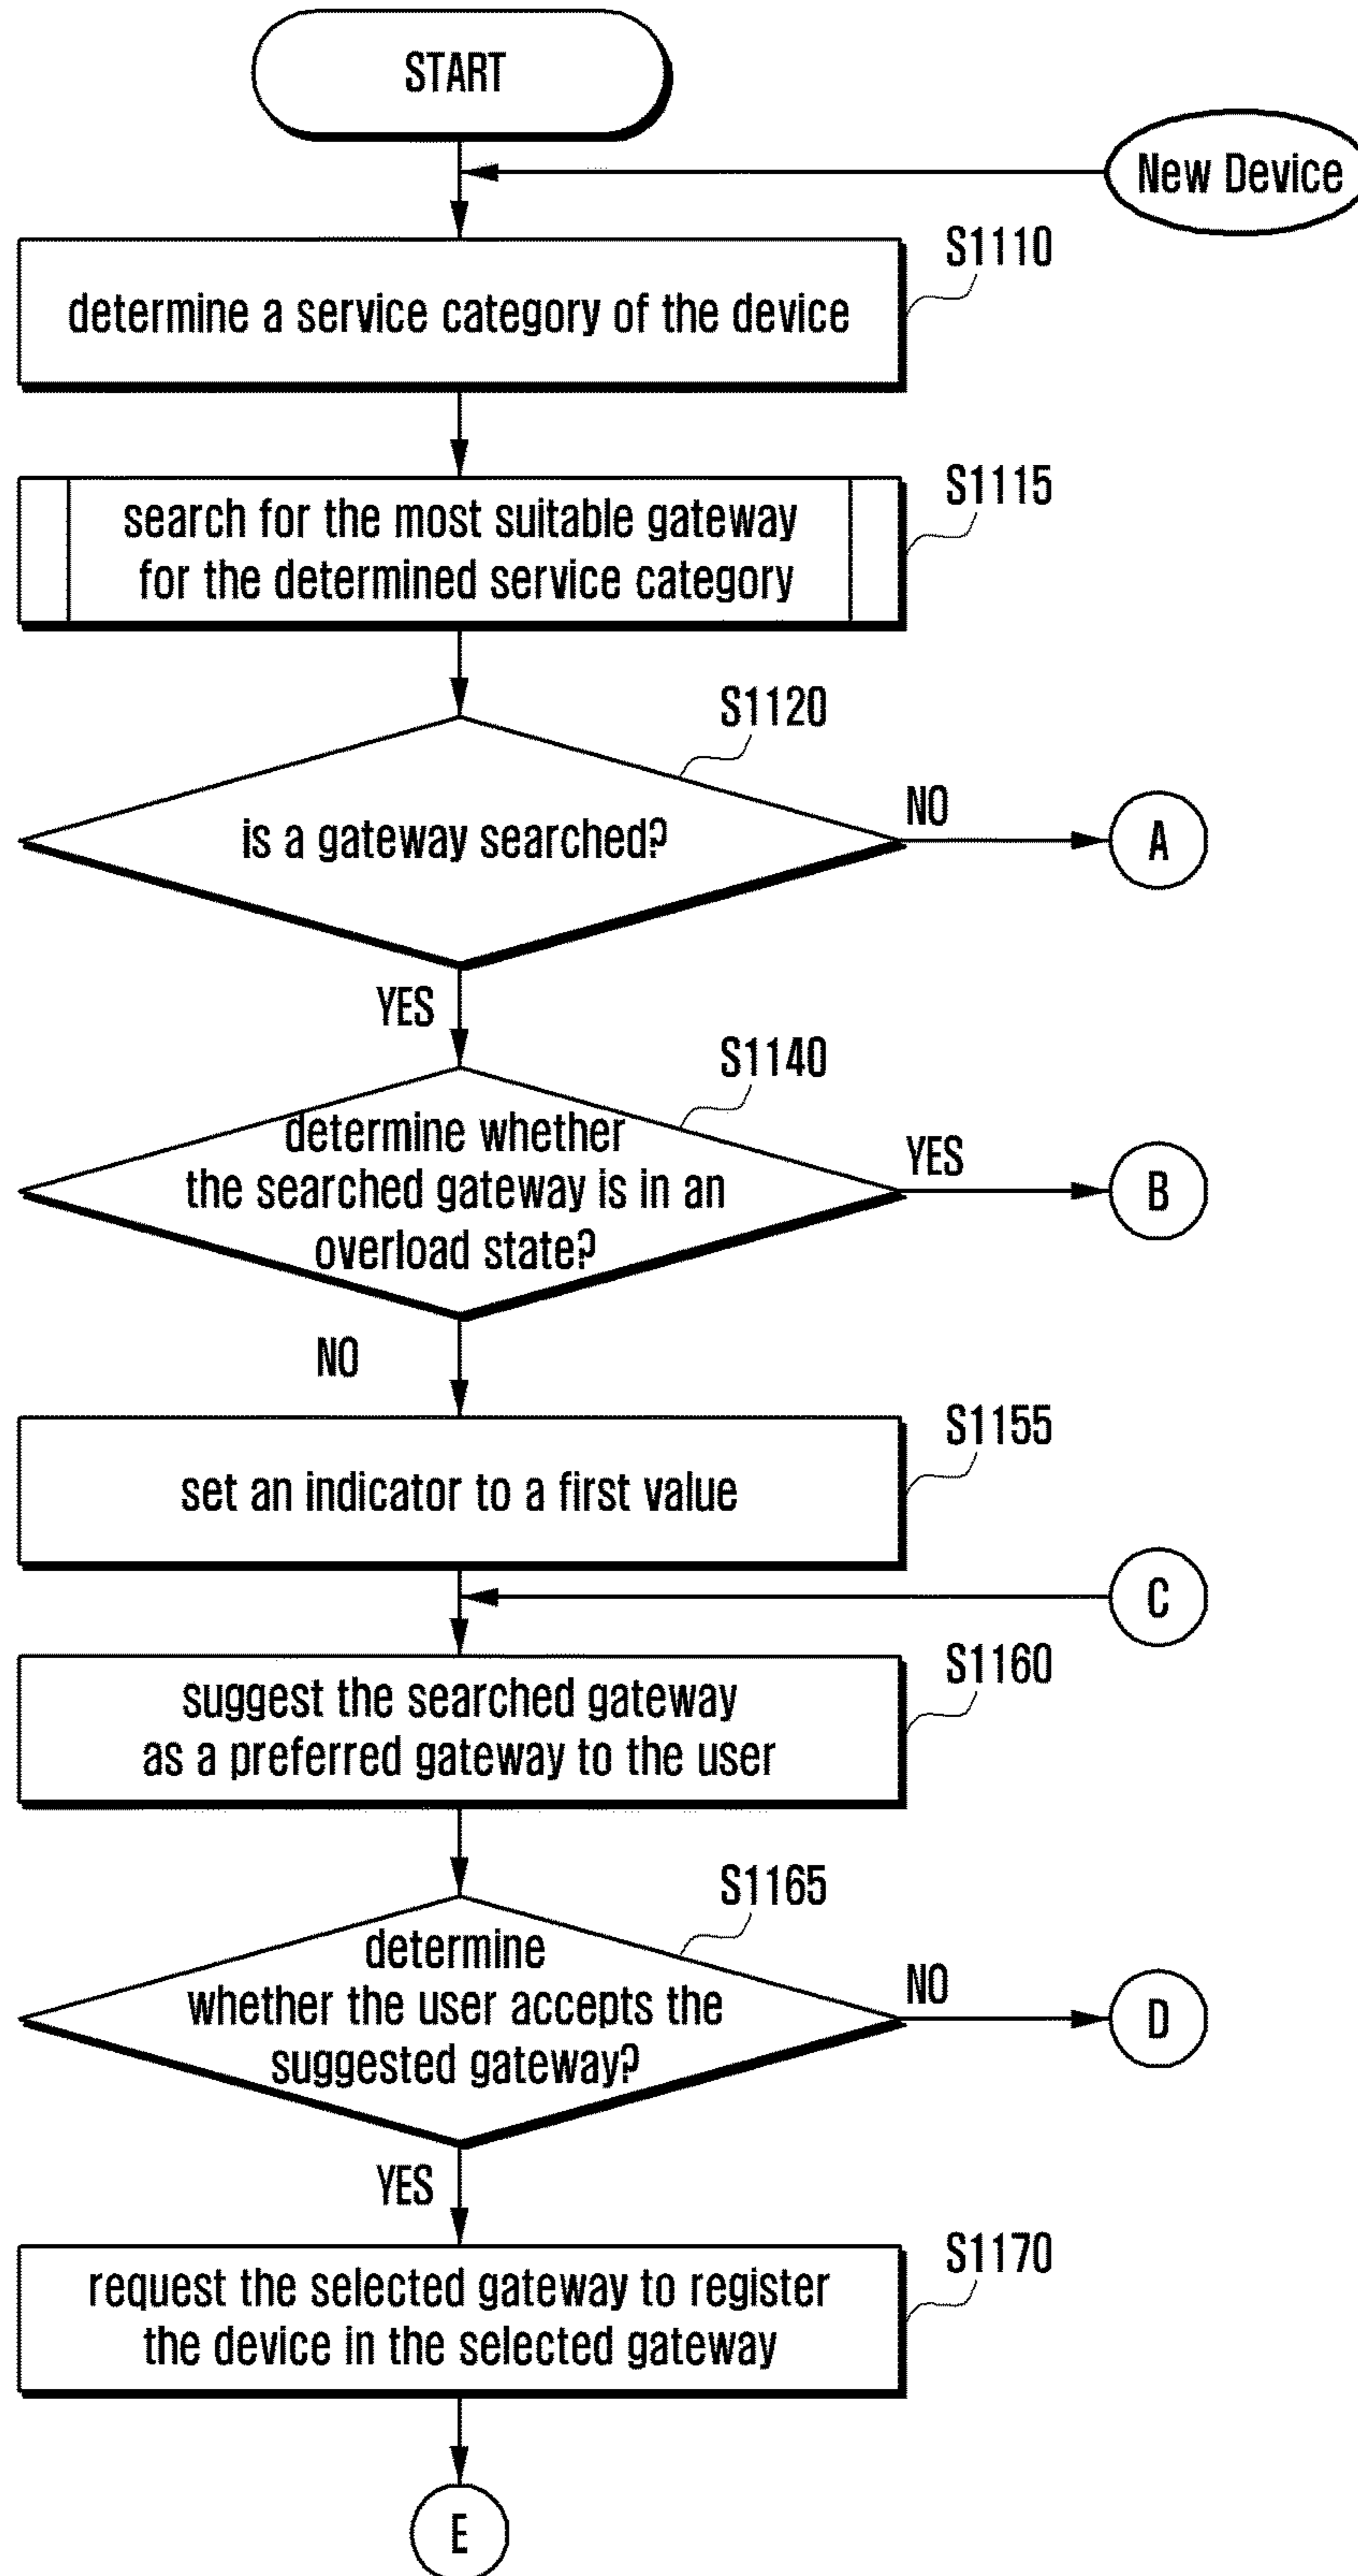 START
New Device
S1110
determine a service category of the device
S1115
search for the most suitable gateway
for the determined service category
S1120
is a gateway searched?
NO
A
YES
S1140
determine whether
the searched gateway is in an
overload state?
YES
B
NO
S1155
set an indicator to a first value
C
S1160
suggest the searched gateway
as a preferred gateway to the user
S1165
determine
whether the user accepts the
suggested gateway?
NO
D
YES
S1170
request the selected gateway to register
the device in the selected gateway
E